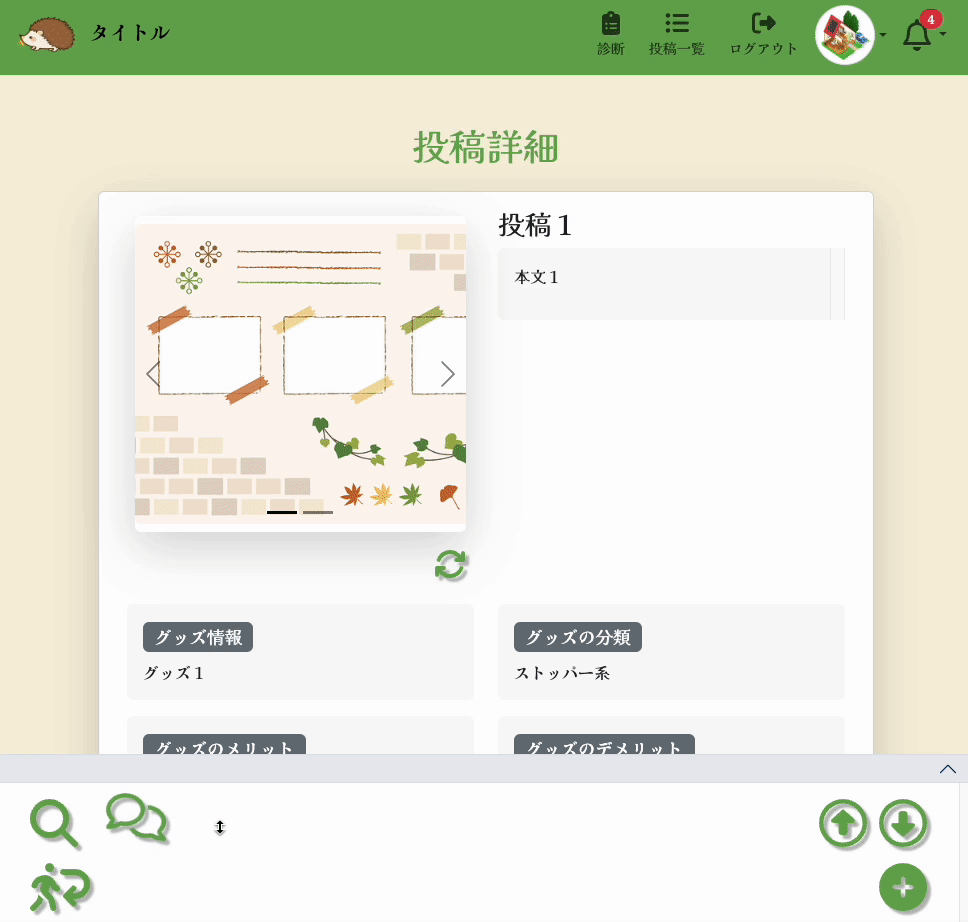 タイトル
診断
投稿一覧
ログアウト
4
投稿詳細
投稿１
本文１
グッズ情報
グッズ１
グッズの分類
ストッパー系
グッズのメリット
グッズのデメリット